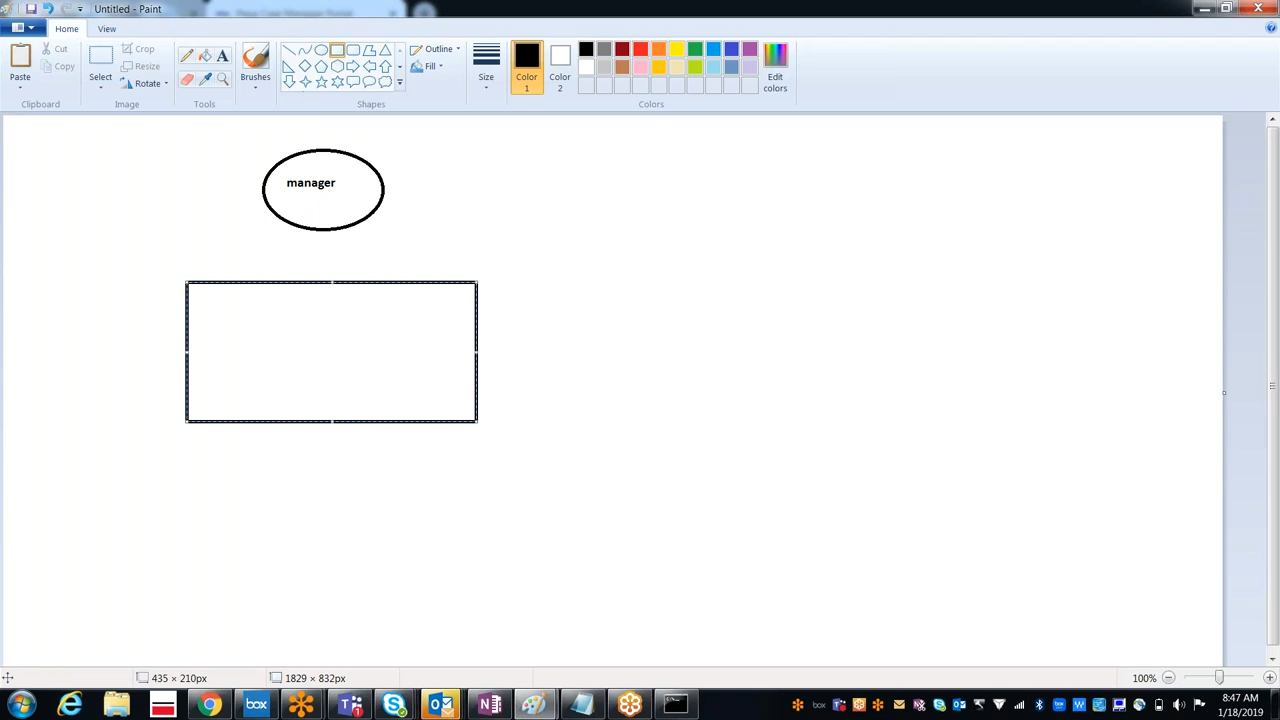 Untitled - Paint
Home
View
Paste
Cut
Copy
Clipboard
Select
Crop
Resize
Rotate
Image
Tools
Brushes
Shapes
Outline
Fill
Size
Color
1
Color
2
Edit
colors
Colors
manager
435 × 210px
1829 × 832px
100%
box
8:47 AM
1/18/2019